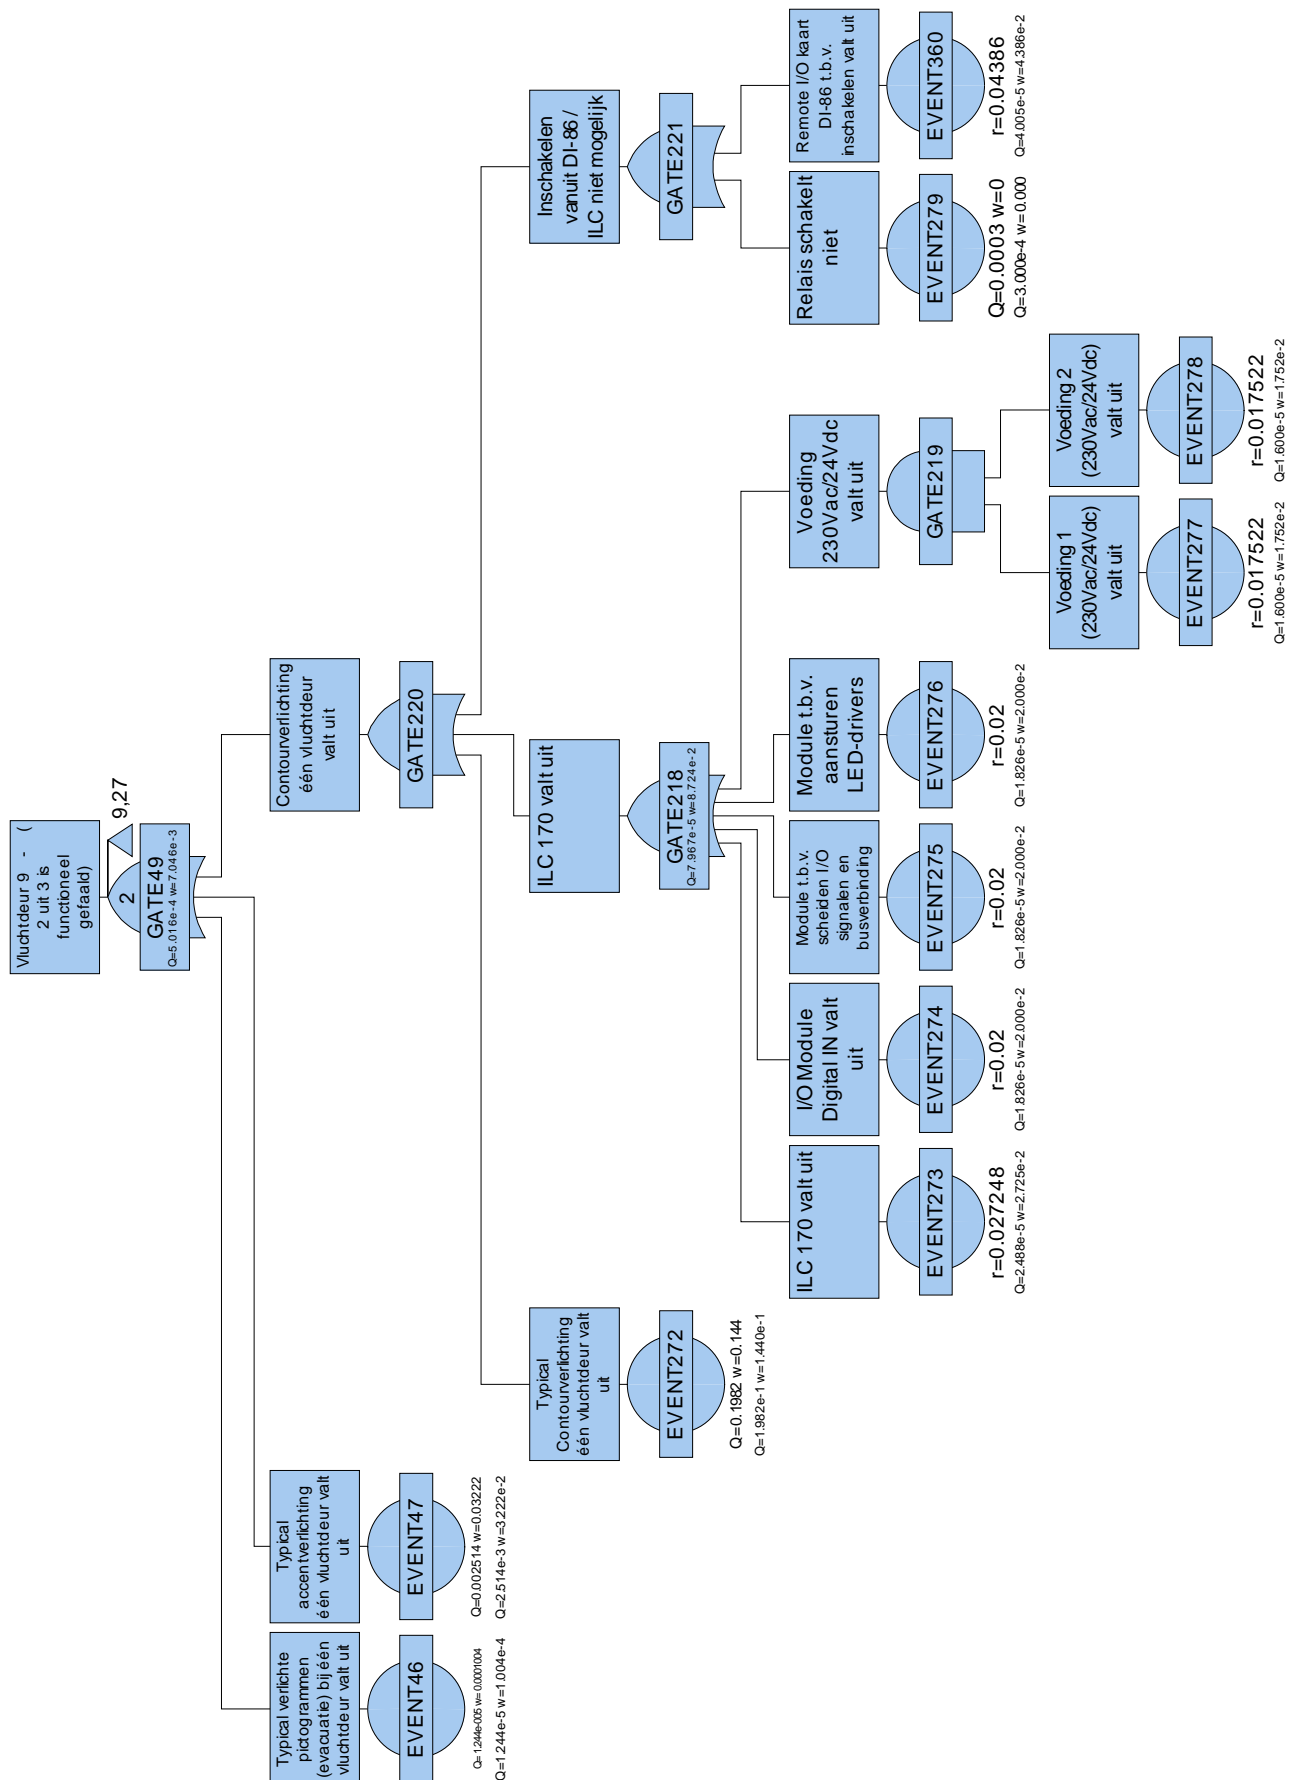 Vluchtdeur 9 - (
2 uit 3 is
functioneel
gefaald)
2
9,27
GATE49
Q=5.016e-4 w=7.046e-3
Typical verlichte
pictogrammen
(evacuatie) bij één
vluchtdeur valt uit
EVENT46
Q=1.244e-005 w=0.0001004
Q=1.244e-5 w=1.004e-4
Typical
accentverlichting
één vluchtdeur valt
uit
EVENT47
Q=0.002514 w=0.03222
Q=2.514e-3 w=3.222e-2
Contourverlichting
één vluchtdeur
valt uit
GATE220
Typical
Contourverlichting
één vluchtdeur valt
uit
EVENT272
Q=0.1982 w=0.144
Q=1.982e-1 w=1.440e-1
ILC 170 valt uit
GATE218
Q=7.967e-5 w=8.724e-2
Inschakelen
vanuit DI-86 /
ILC niet mogelijk
GATE221
ILC 170 valt uit
EVENT273
r=0.027248
Q=2.488e-5 w=2.725e-2
I/O Module
Digital IN valt
uit
EVENT274
r=0.02
Q=1.826e-5 w=2.000e-2
Module t.b.v.
scheiden I/O
signalen en
busverbinding
EVENT275
r=0.02
Q=1.826e-5 w=2.000e-2
Module t.b.v.
aansturen
LED-drivers
EVENT276
r=0.02
Q=1.826e-5 w=2.000e-2
Voeding
230Vac/24Vdc
valt uit
GATE219
Relais schakelt
niet
EVENT279
Q=0.0003 w=0
Q=3.000e-4 w=0.000
Remote I/O kaart
DI-86 t.b.v.
inschakelen valt uit
EVENT360
r=0.04386
Q=4.005e-5 w=4.386e-2
Voeding 1
(230Vac/24Vdc)
valt uit
EVENT277
r=0.017522
Q=1.600e-5 w=1.752e-2
Voeding 2
(230Vac/24Vdc)
valt uit
EVENT278
r=0.017522
Q=1.600e-5 w=1.752e-2